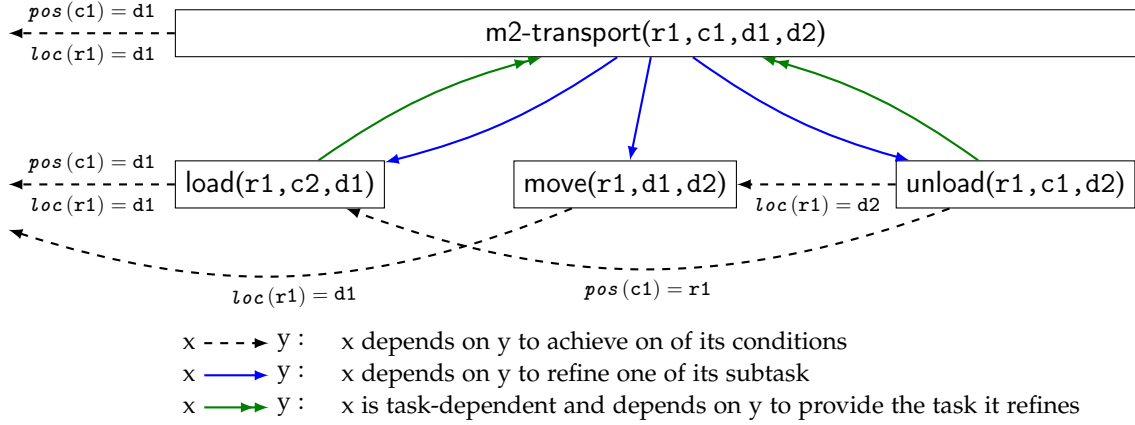 pos(c1) = d1
m2-transport(r1,c1,d1,d2)
loc(r1) = d1
pos(c1) = d1
load(r1,c2,d1)
move(r1,d1,d2)
unload(r1,c1,d2)
loc(r1) = d1
loc(r1) = d2
loc(r1) = d1
pos(c1) = r1
x y : x depends on y to achieve on of its conditions
x y : x depends on y to refine one of its subtask
x y : x is task-dependent and depends on y to provide the task it refines